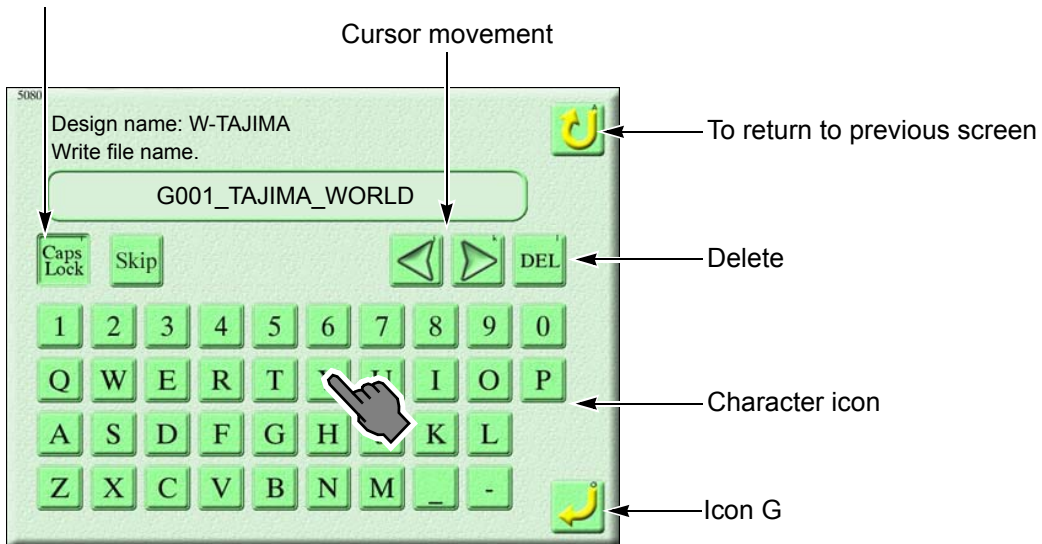 Cursor movement
5080
Design name: W-TAJIMA
Write file name.
To return to previous screen
G001_TAJIMA_WORLD
Caps Lock Skip DEL
Delete
1 2 3 4 5 6 7 8 9 0
Q W E R T U I O P
Character icon
A S D F G H K L
Z X C V B N M _ -
Icon G